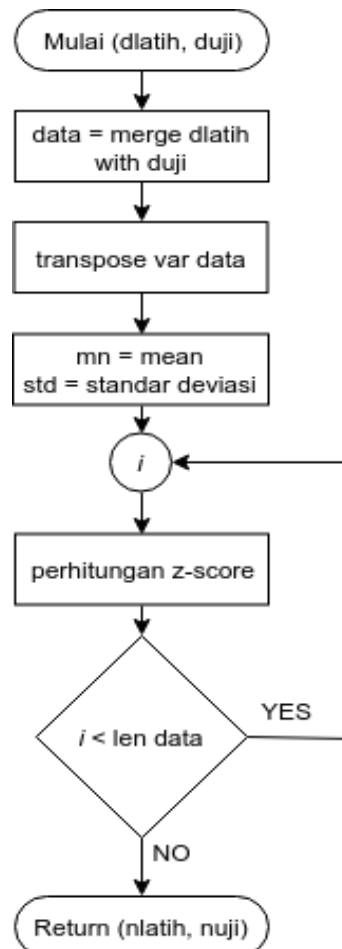 Mulai (dlatih, duji)
data = merge dlatih
with duji
transpose var data
mn = mean
std = standar deviasi
i
perhitungan z-score
i < len data
YES
NO
Return (nlatih, nuji)